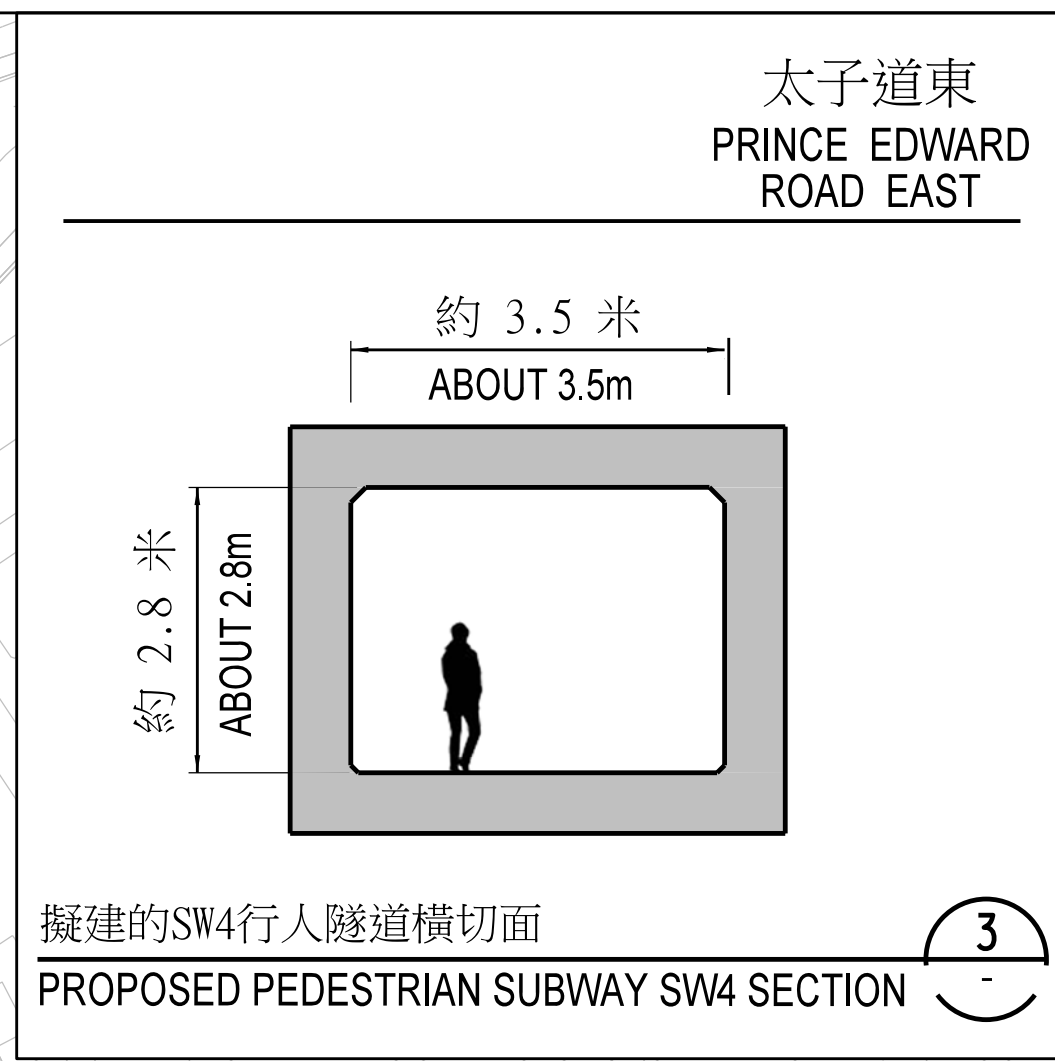 太子道東
PRINCE EDWARD
ROAD EAST
約 3.5 米
ABOUT 3.5m
約 2.8 米
ABOUT 2.8m
擬建的SW4行人隧道橫切面
PROPOSED PEDESTRIAN SUBWAY SW4 SECTION
3
-